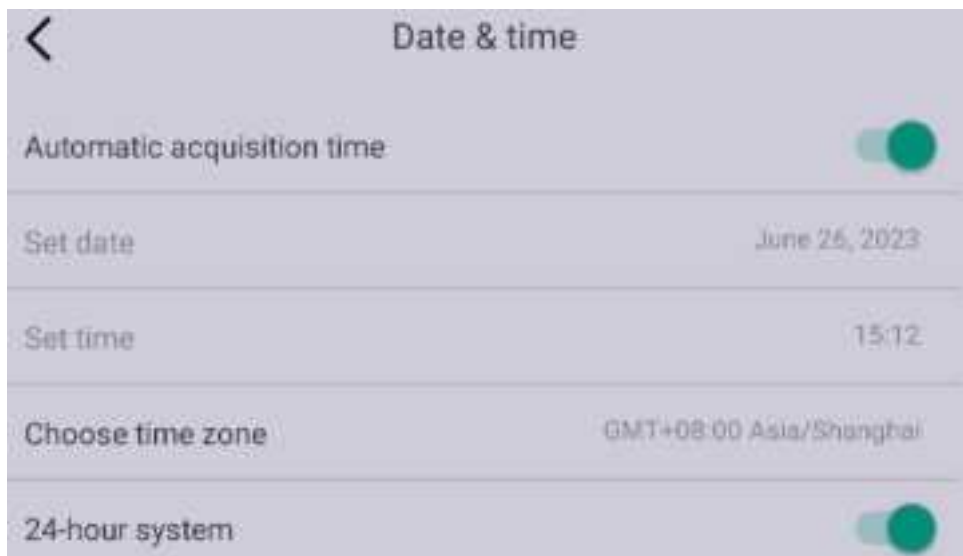 Date & time
Automatic acquisition time
Set date June 26, 2023
Set time 15:12
Choose time zone GMT+08:00 Asia/Shanghai
24-hour system